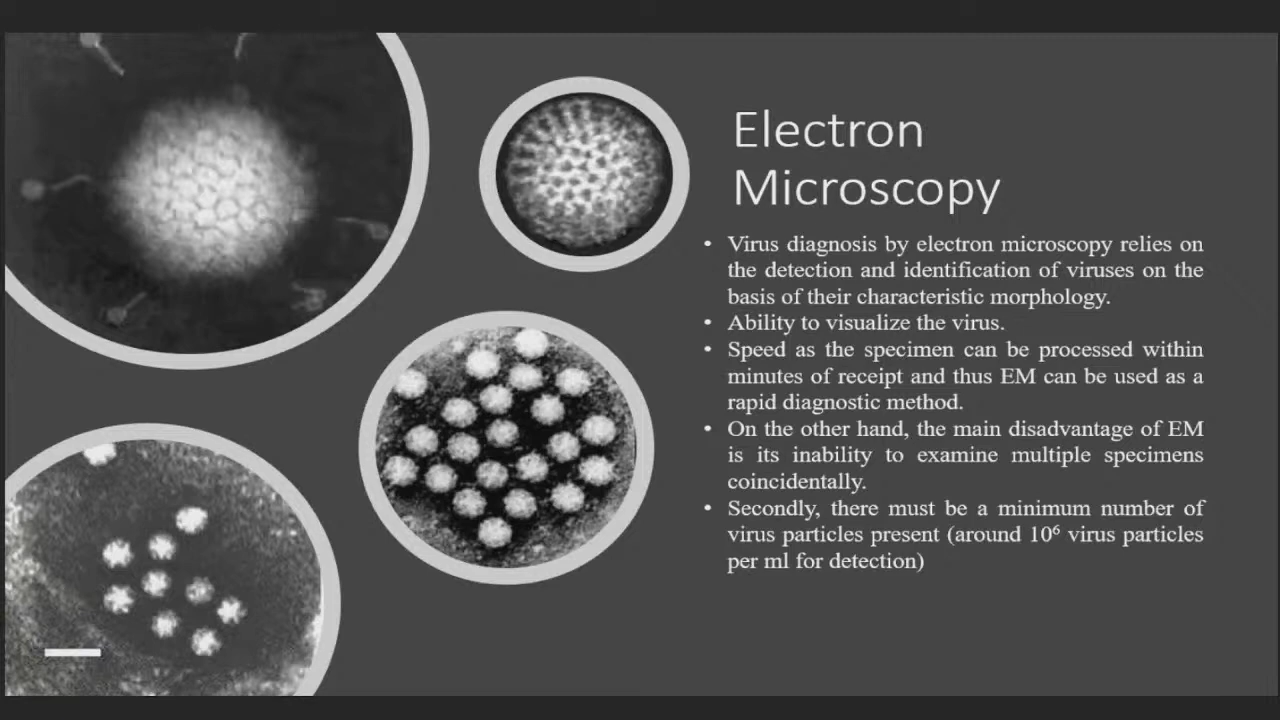 Electron
Microscopy
• Virus diagnosis by electron microscopy relies on
the detection and identification of viruses on the
basis of their characteristic morphology.
• Ability to visualize the virus.
• Speed as the specimen can be processed within
minutes of receipt and thus EM can be used as a
rapid diagnostic method.
• On the other hand, the main disadvantage of EM
is its inability to examine multiple specimens
coincidentally.
• Secondly, there must be a minimum number of
virus particles present (around 10⁶ virus particles
per ml for detection)